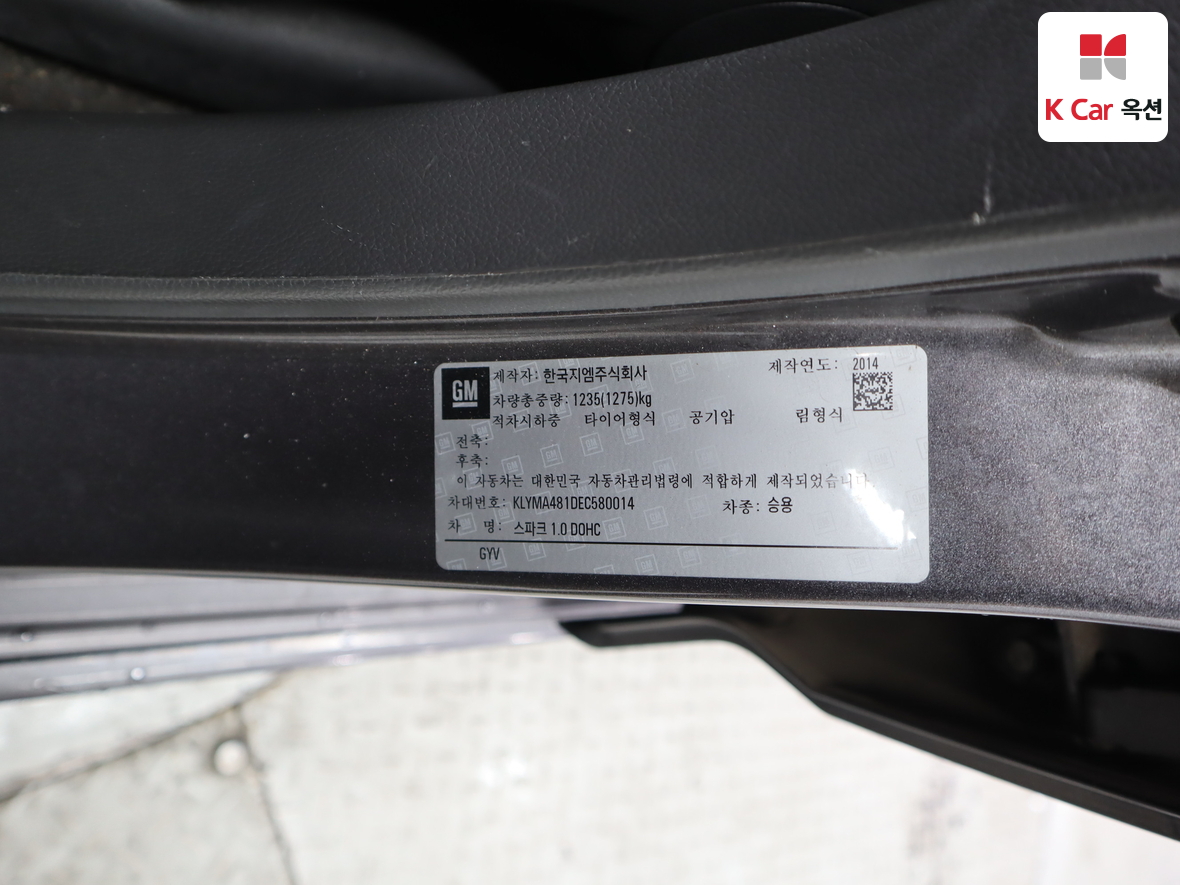 K Car 옥션
GM 제작자: 한국지엠주식회사 제작연도: 2014
차량총중량: 1235(1275)kg
적차시하중 타이어형식 공기압 림형식
전축:
후축:
이 자동차는 대한민국 자동차관리법령에 적합하게 제작되었습니다.
차대번호: KLYMA481DEC580014 차종: 승용
차 명: 스파크 1.0 DOHC
GYV